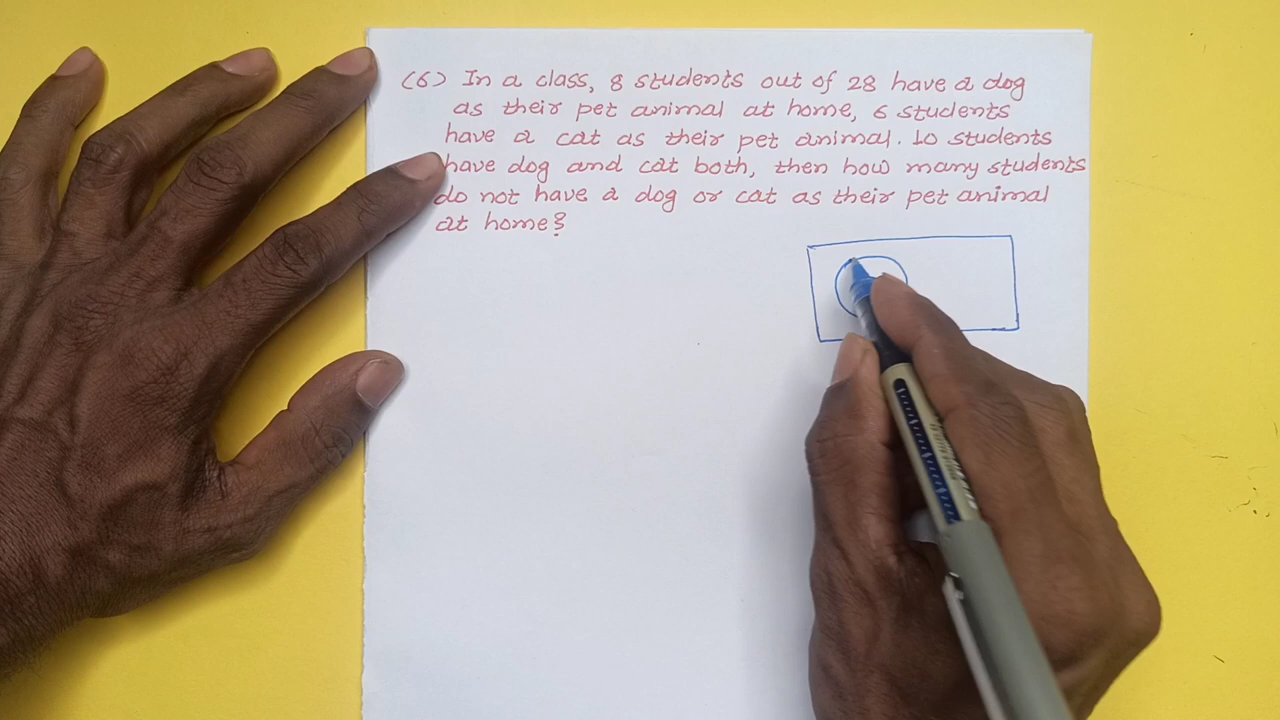 (6) In a class, 8 students out of 28 have a dog
as their pet animal at home, 6 students
have a cat as their pet animal. 10 students
have dog and cat both, then how many students
do not have a dog or cat as their pet animal
at home?